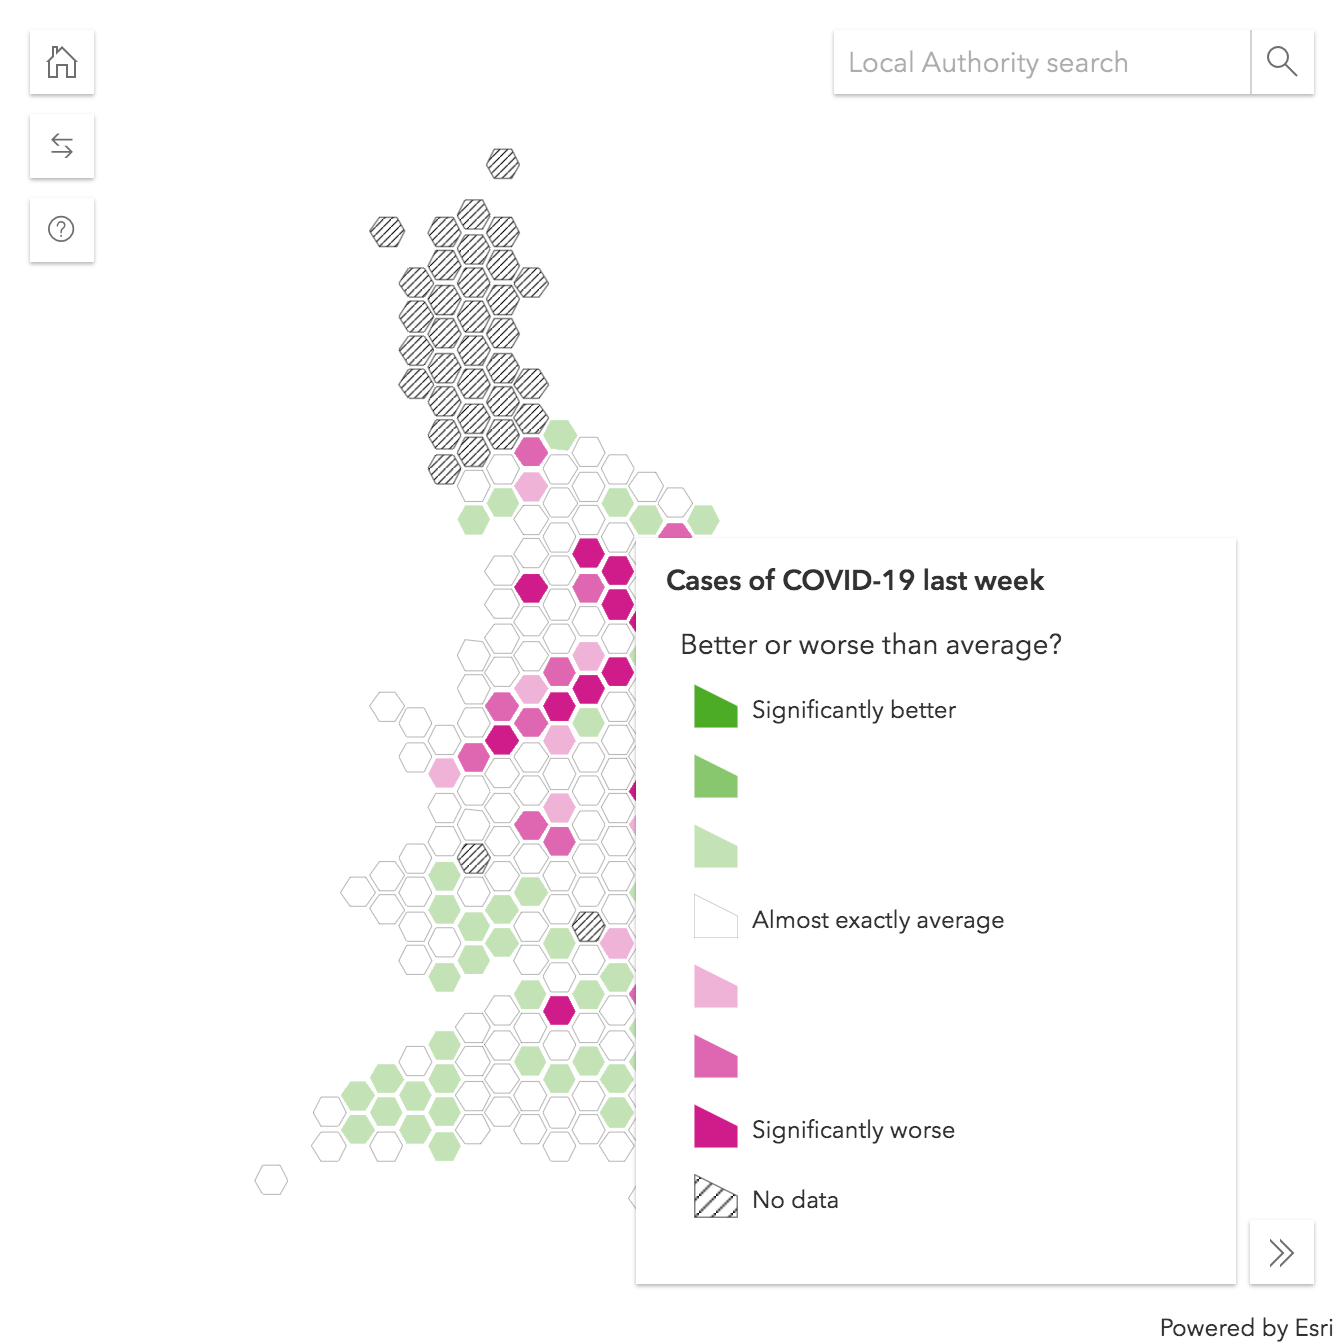 Local Authority search
Cases of COVID-19 last week
Better or worse than average?
Significantly better
Almost exactly average
Significantly worse
No data
Powered by Esri